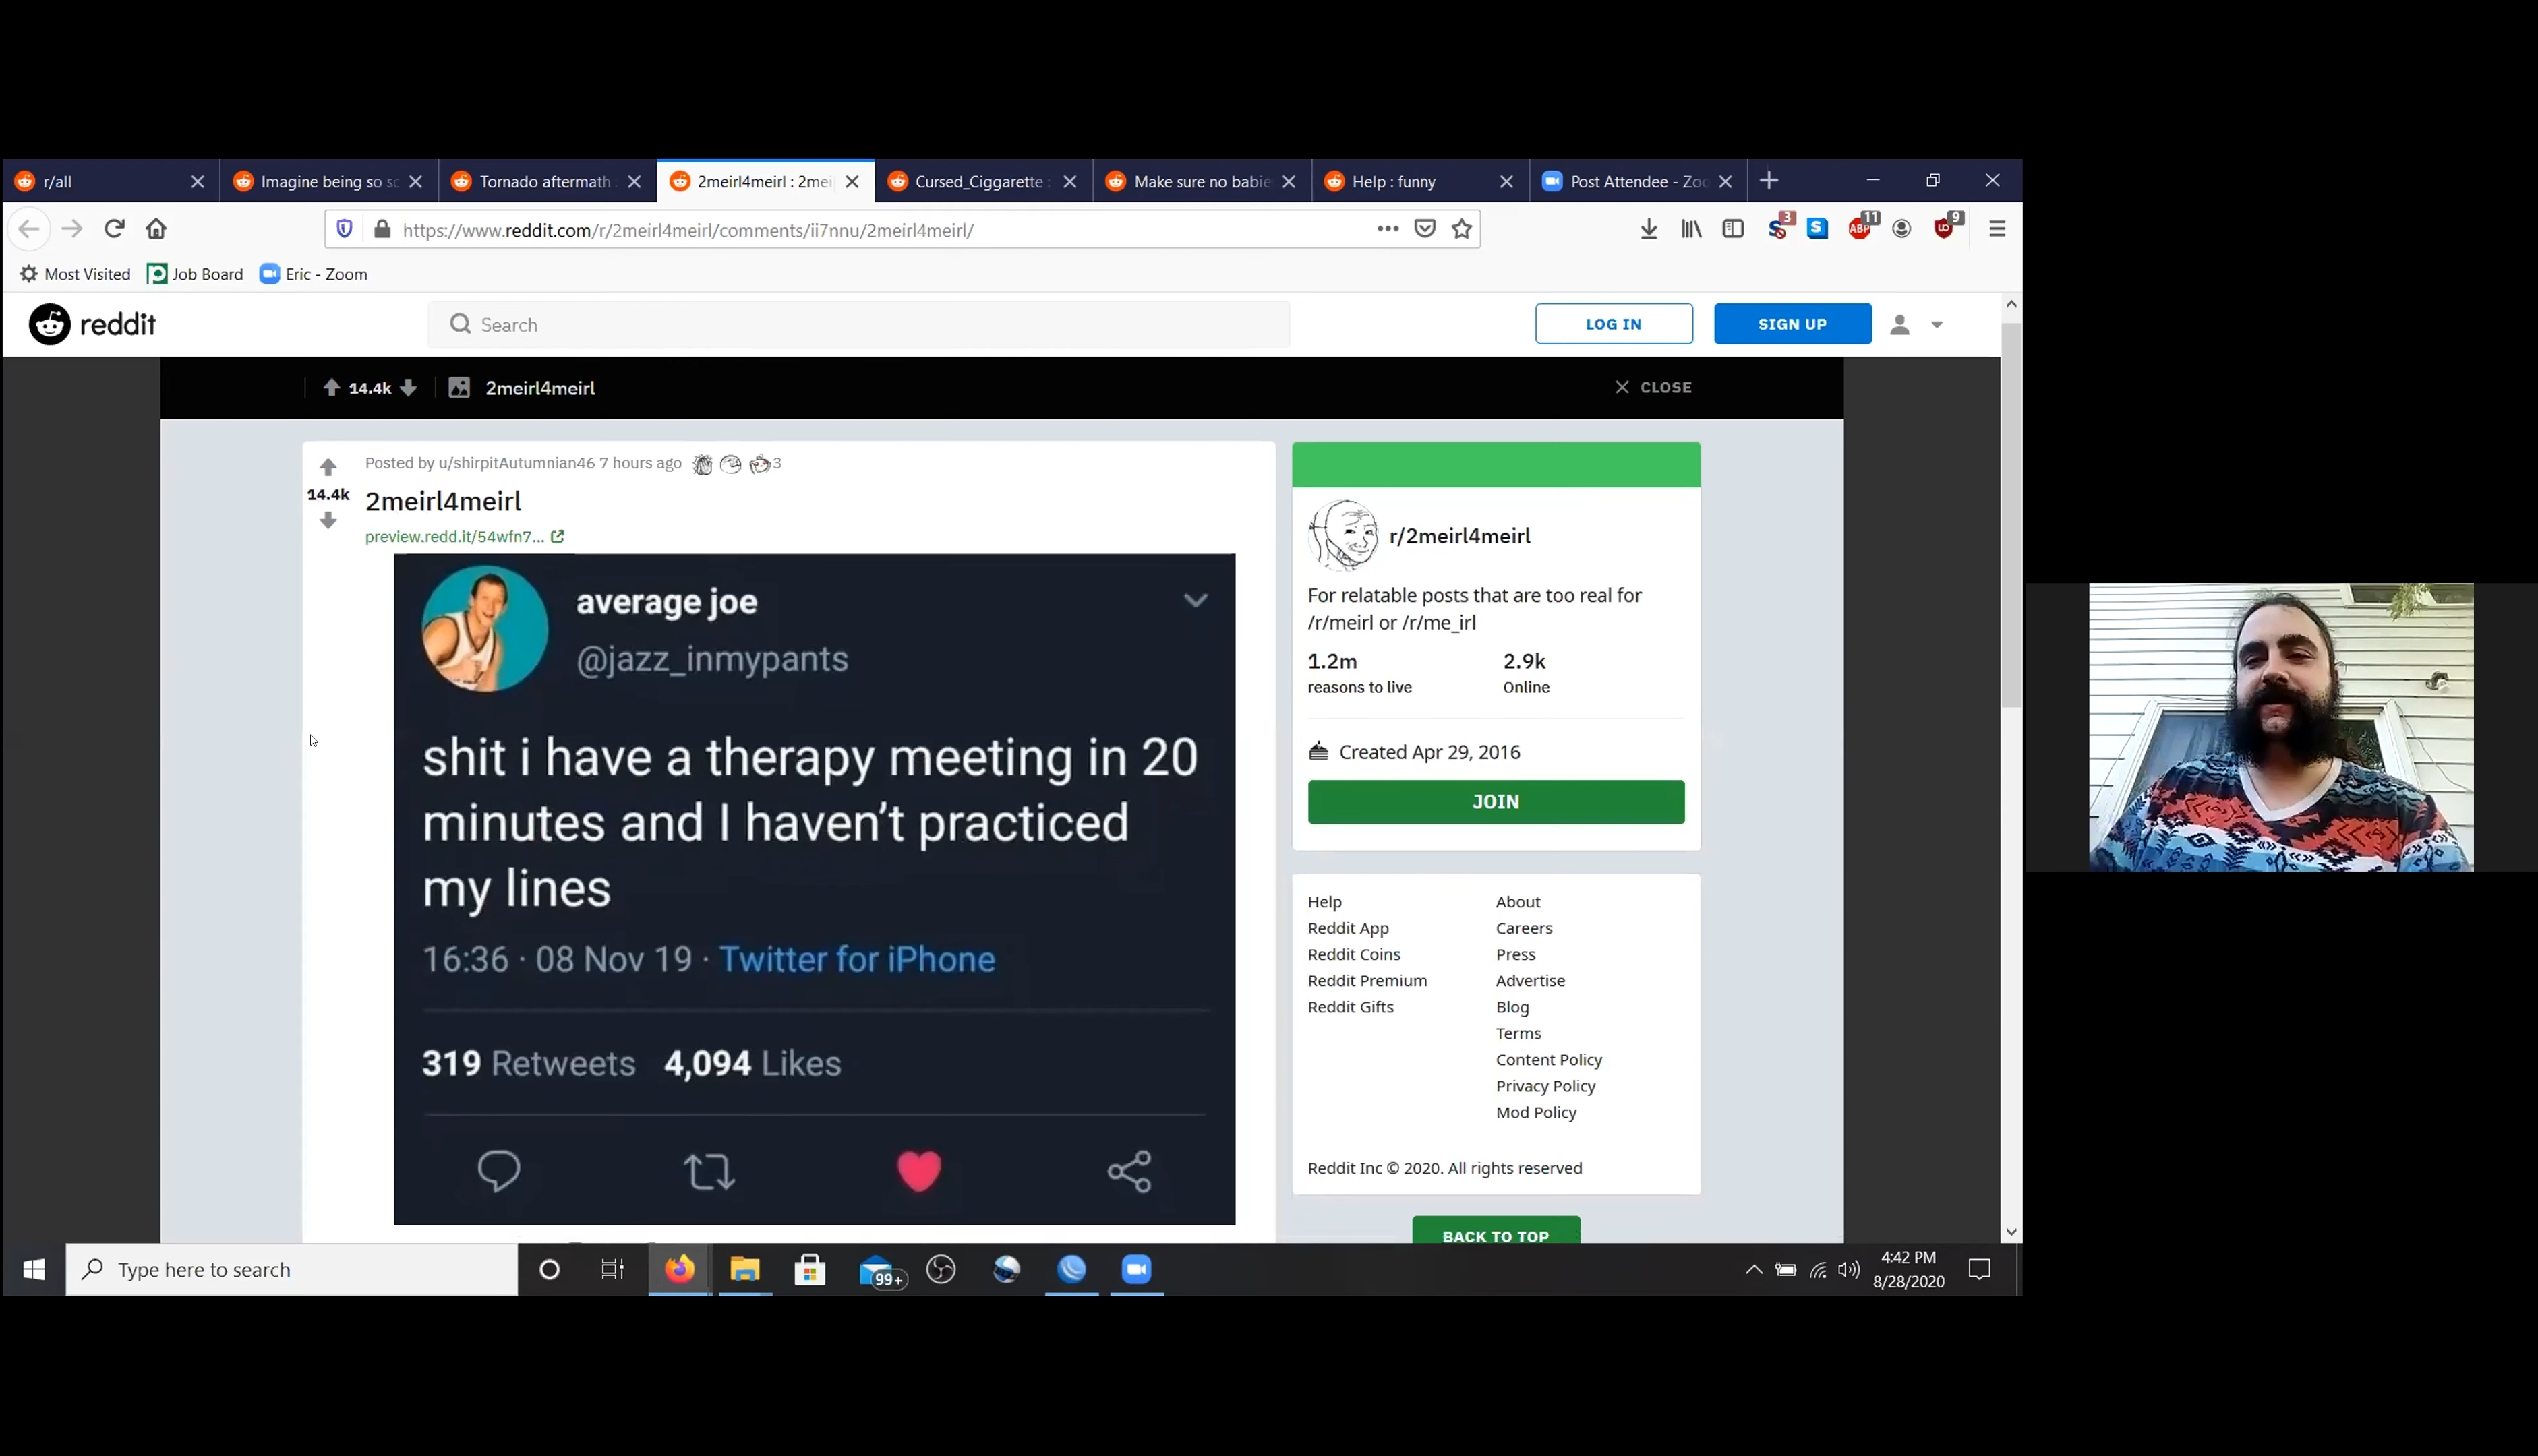 r/all
Imagine being so sc
Tornado aftermath :
2meirl4meirl : 2mei
Cursed_Ciggarette :
Make sure no babie
Help : funny
Post Attendee - Zoo
https://www.reddit.com/r/2meirl4meirl/comments/ii7nnu/2meirl4meirl/
3
S
ABP
11
9
Most Visited
Job Board
Eric - Zoom
reddit
Search
LOG IN
SIGN UP
14.4k
2meirl4meirl
CLOSE
Posted by u/shirpitAutumnian46 7 hours ago
3
14.4k
2meirl4meirl
preview.redd.it/54wfn7...
average joe
@jazz_inmypants
shit i have a therapy meeting in 20
minutes and I haven’t practiced
my lines
16:36 · 08 Nov 19 · Twitter for iPhone
319 Retweets 4,094 Likes
r/2meirl4meirl
For relatable posts that are too real for
/r/meirl or /r/me_irl
1.2m 2.9k
reasons to live Online
Created Apr 29, 2016
JOIN
Help About
Reddit App Careers
Reddit Coins Press
Reddit Premium Advertise
Reddit Gifts Blog
Terms
Content Policy
Privacy Policy
Mod Policy
Reddit Inc © 2020. All rights reserved
BACK TO TOP
Type here to search
99+
4:42 PM
8/28/2020